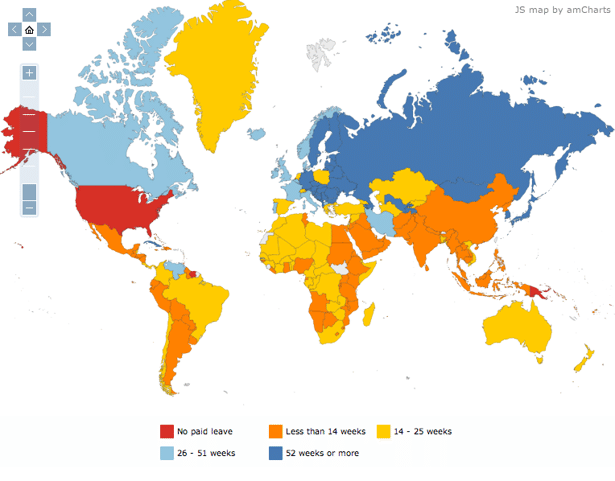 JS map by amCharts
No paid leave
Less than 14 weeks
14 - 25 weeks
26 - 51 weeks
52 weeks or more